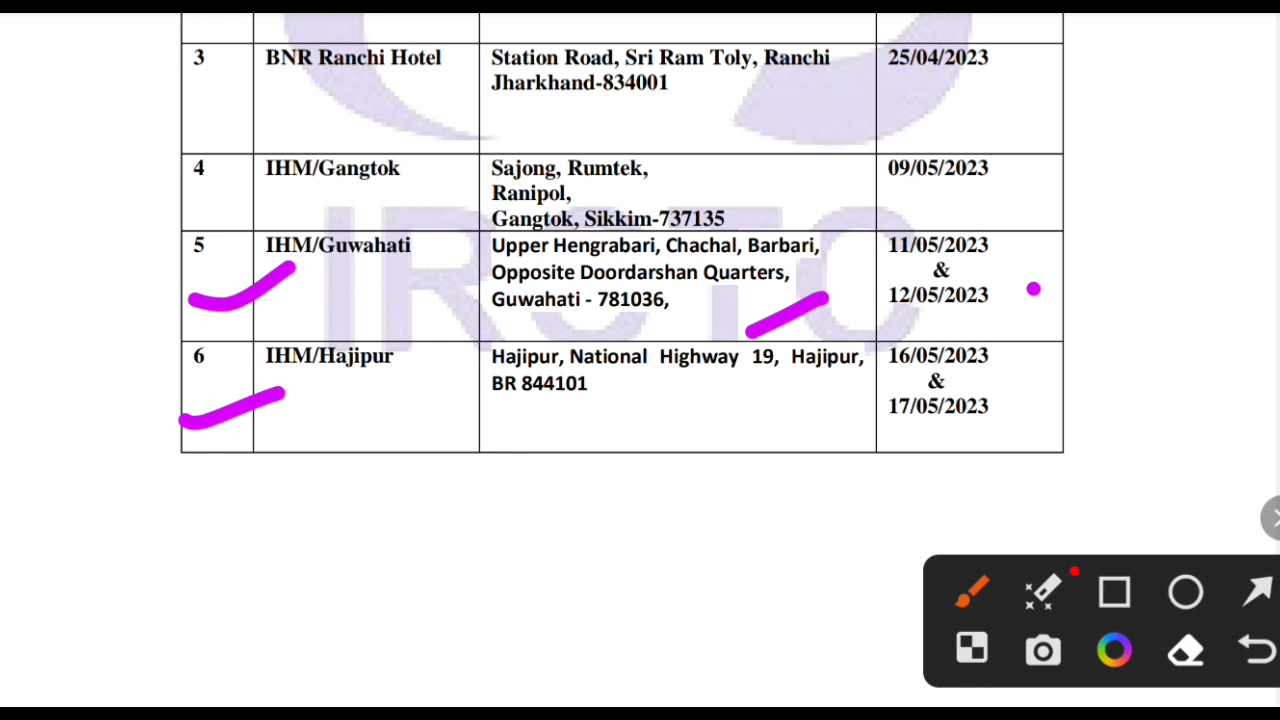 3 BNR Ranchi Hotel Station Road, Sri Ram Toly, Ranchi 25/04/2023
Jharkhand-834001
4 IHM/Gangtok Sajong, Rumtek, 09/05/2023
Ranipol,
Gangtok, Sikkim-737135
5 IHM/Guwahati Upper Hengrabari, Chachal, Barbari, 11/05/2023
Opposite Doordarshan Quarters, &
Guwahati - 781036, 12/05/2023
IRCTC
6 IHM/Hajipur Hajipur, National Highway 19, Hajipur, 16/05/2023
BR 844101 &
17/05/2023